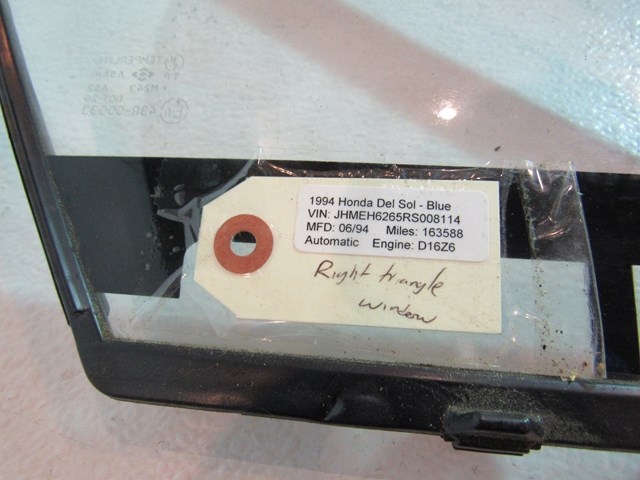 1994 Honda Del Sol - Blue
VIN: JHMEH6265RS008114
MFD: 06/94 Miles: 163588
Automatic Engine: D16Z6
Right triangle
window